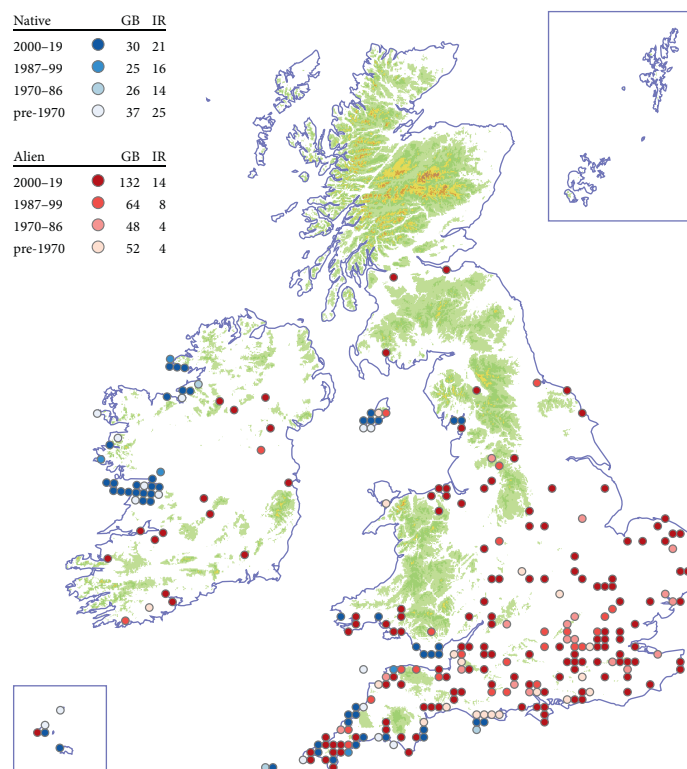 Native GB IR
2000–19 30 21
1987–99 25 16
1970–86 26 14
pre-1970 37 25
Alien GB IR
2000–19 132 14
1987–99 64 8
1970–86 48 4
pre-1970 52 4